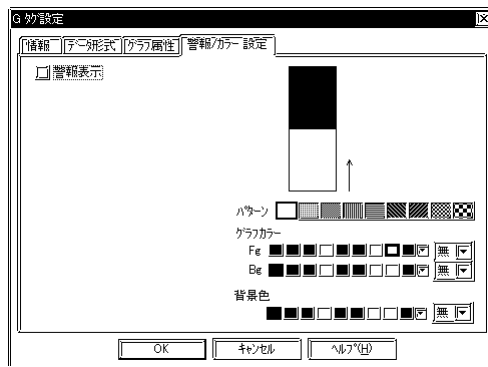 G ﾀｸﾞ設定
情報
ﾃﾞｰﾀ形式
ｸﾞﾗﾌ属性
警報/ｶﾗｰ 設定
警報表示
ﾊﾟﾀｰﾝ
ｸﾞﾗﾌｶﾗｰ
Fg 無
Bg 無
背景色
無
OK
ｷｬﾝｾﾙ
ﾍﾙﾌﾟ(H)